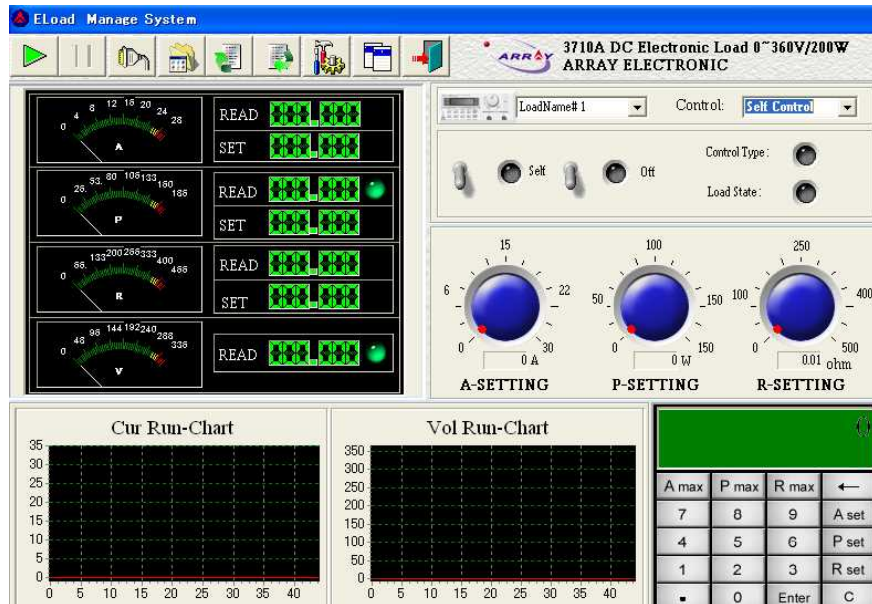 ELoad Manage System
ARRAY
3710A DC Electronic Load 0~360V/200W
ARRAY ELECTRONIC
0 4 8 12 16 20 24 28
A
READ
SET
0 26. 53. 80 106 133 160 186
P
READ
SET
0 66. 133 200 266 333 400 466
R
READ
SET
0 48 96 144 192 240 288 336
V
READ
LoadName# 1
Control:
Self Control
Self
Off
Control Type :
Load State :
0 6 15 22 30
0 A
A-SETTING
0 50 100 150 150
0 W
P-SETTING
0 100 250 400 500
0.01 ohm
R-SETTING
Cur Run-Chart
35
30
25
20
15
10
5
0
0 5 10 15 20 25 30 35 40
Vol Run-Chart
350
300
250
200
150
100
50
0
0 5 10 15 20 25 30 35 40
0
A max P max R max ←
7 8 9 A set
4 5 6 P set
1 2 3 R set
. 0 Enter C